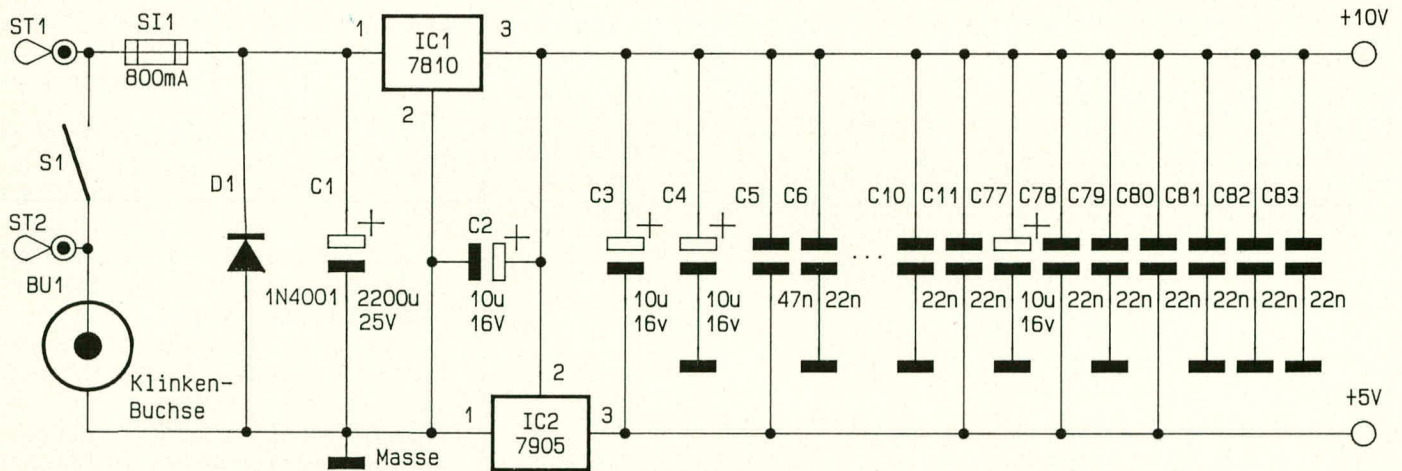 ST1
SI1
800mA
1
IC1
7810
3
2
+10V
S1
ST2
BU1
Klinken-
Buchse
D1
1N4001
C1
+
2200u
25V
C2
+
10u
16V
C3
+
10u
16v
C4
+
10u
16v
C5
47n
C6
22n
...
C10
22n
C11
22n
C77
+
10u
16v
C78
22n
C79
22n
C80
22n
C81
22n
C82
22n
C83
22n
2
1
IC2
7905
3
Masse
+5V